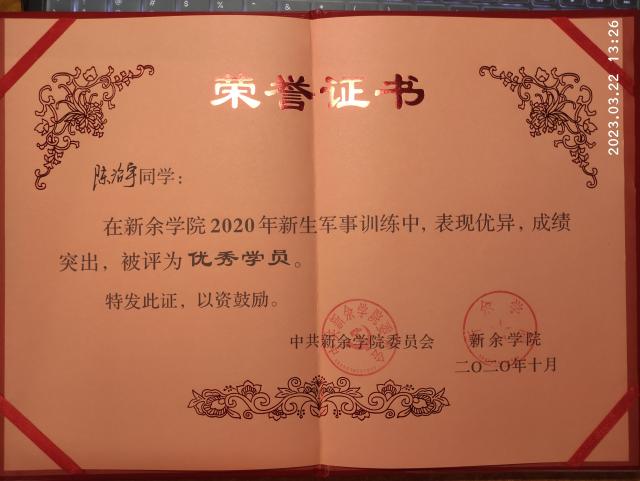 荣誉证书
2023.03.22 13:26
陈治宇同学：
在新余学院2020年新生军事训练中，表现优异，成绩
突出，被评为优秀学员。
特发此证，以资鼓励。
中共新余学院委员会 新余学院
二〇二〇年十月